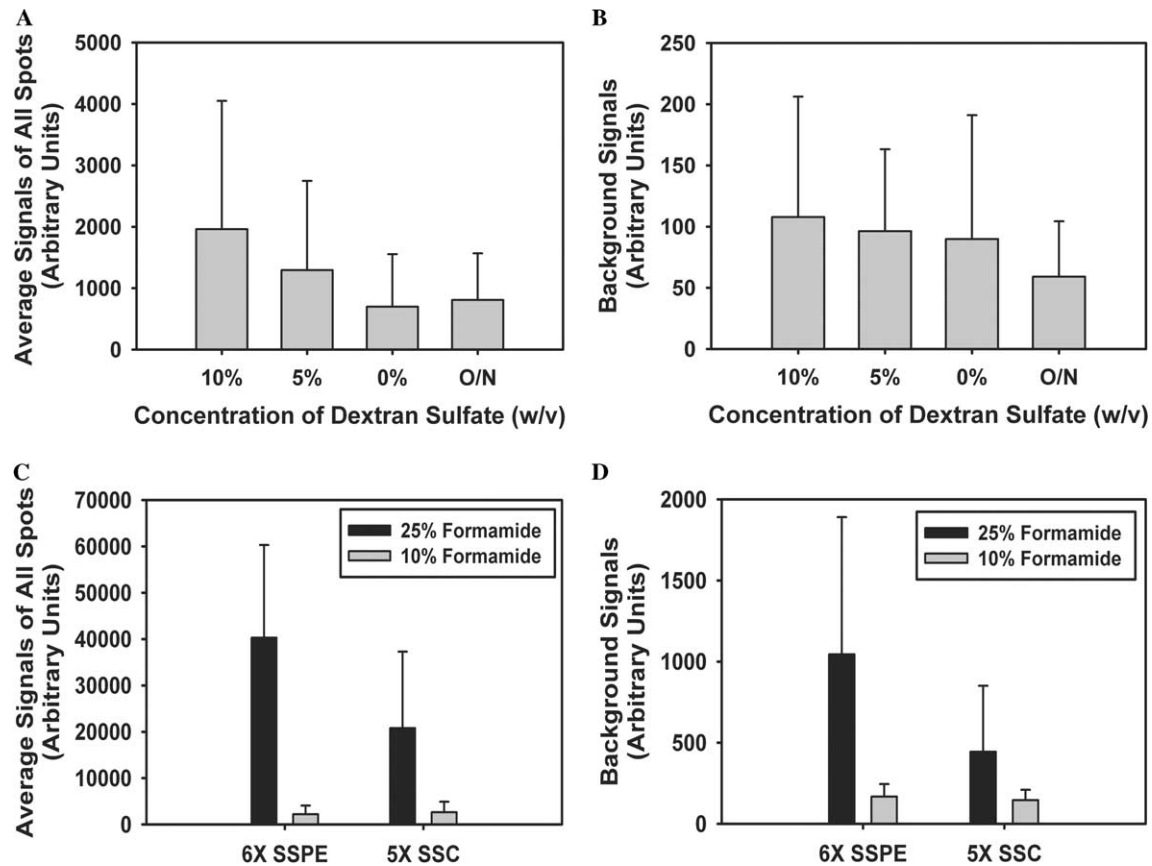 A
Average Signals of All Spots
(Arbitrary Units)
5000
4000
3000
2000
1000
0
10% 5% 0% O/N
Concentration of Dextran Sulfate (w/v)
B
Background Signals
(Arbitrary Units)
250
200
150
100
50
0
10% 5% 0% O/N
Concentration of Dextran Sulfate (w/v)
C
Average Signals of All Spots
(Arbitrary Units)
70000
60000
50000
40000
30000
20000
10000
0
25% Formamide
10% Formamide
6X SSPE 5X SSC
D
Background Signals
(Arbitrary Units)
2000
1500
1000
500
0
25% Formamide
10% Formamide
6X SSPE 5X SSC